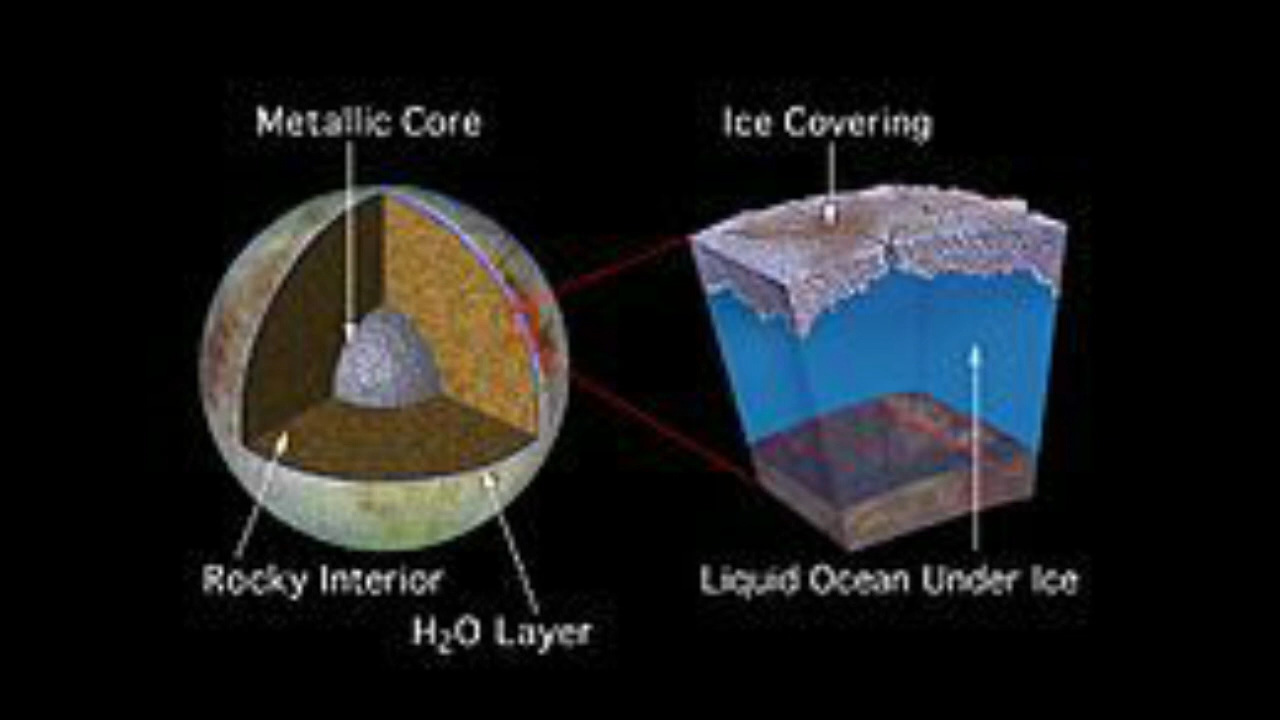 Metallic Core
Ice Covering
Rocky Interior
Liquid Ocean Under Ice
H₂O Layer